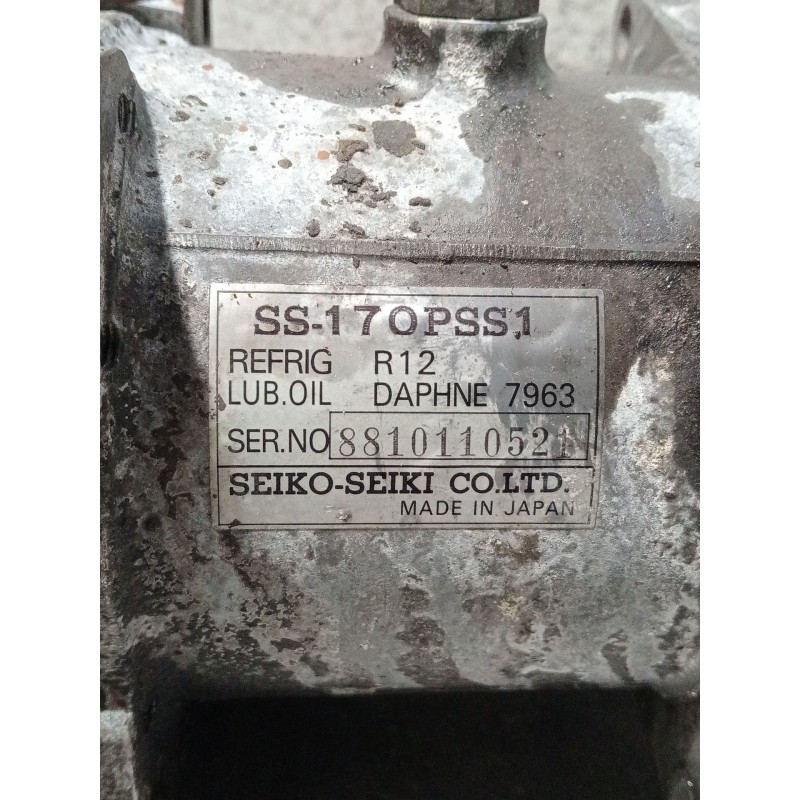 SS-170PSS1
REFRIG R12
LUB.OIL DAPHNE 7963
SER.NO 8810110521
SEIKO-SEIKI CO.LTD.
MADE IN JAPAN